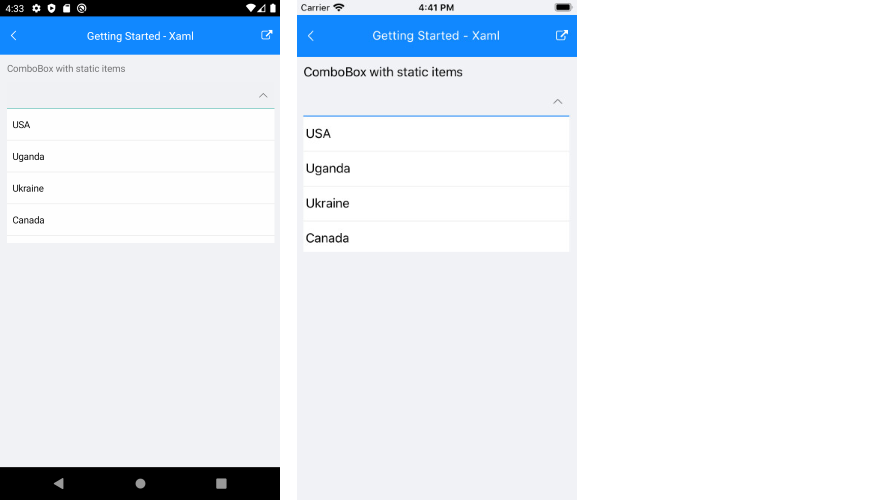 4:33
Getting Started - Xaml
ComboBox with static items
USA
Uganda
Ukraine
Canada
Carrier 4:41 PM
Getting Started - Xaml
ComboBox with static items
USA
Uganda
Ukraine
Canada